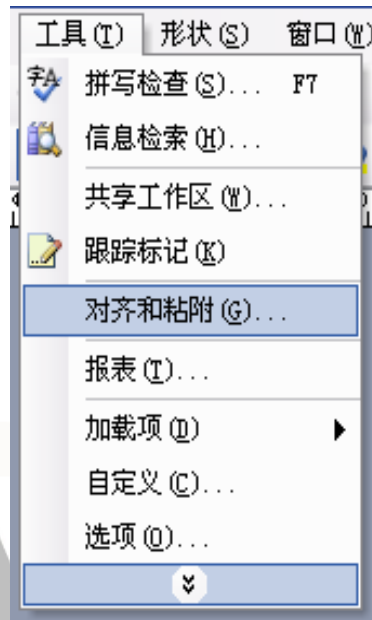 工具(T) 形状(S) 窗口(W)
拼写检查(S)... F7
信息检索(H)...
共享工作区(W)...
跟踪标记(K)
对齐和粘附(G)...
报表(T)...
加载项(D)
自定义(C)...
选项(O)...